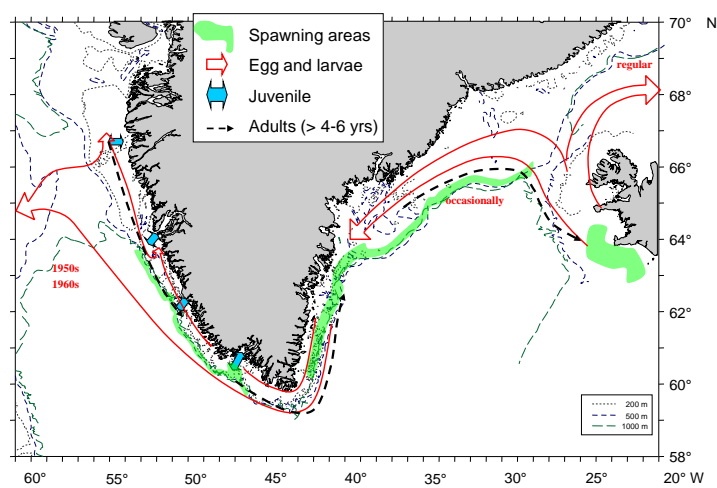 70° N
Spawning areas
Egg and larvae
regular
Juvenile
68°
Adults (> 4-6 yrs)
66°
occasionally
64°
1950s
1960s
62°
60°
200 m
500 m
1000 m
58°
60° 55° 50° 45° 40° 35° 30° 25° 20° W